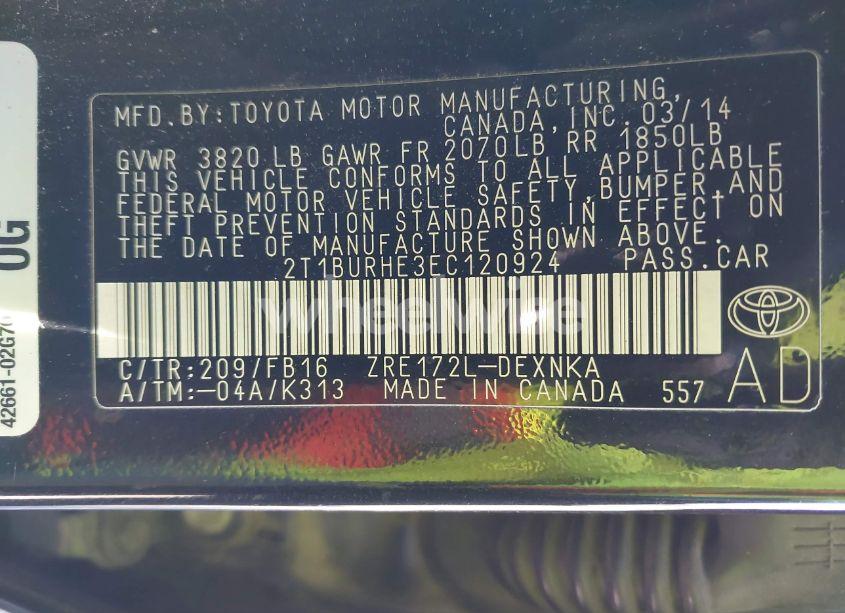 MFD.BY:TOYOTA MOTOR MANUFACTURING,
CANADA,INC. 03/14
GVWR 3820 LB GAWR FR 2070LB RR 1850LB
THIS VEHICLE CONFORMS TO ALL APPLICABLE
FEDERAL MOTOR VEHICLE SAFETY,BUMPER,AND
THEFT PREVENTION STANDARDS IN EFFECT ON
THE DATE OF MANUFACTURE SHOWN ABOVE.
2T1BURHE3EC120924 PASS.CAR
wheelwire
C/TR:209/FB16 ZRE172L-DEXNKA
A/TM:-04A/K313 MADE IN CANADA 557
AD
0G